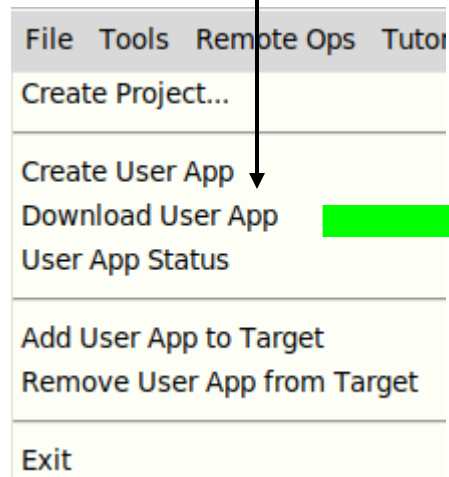 File Tools Remote Ops Tutor
Create Project...
Create User App
Download User App
User App Status
Add User App to Target
Remove User App from Target
Exit